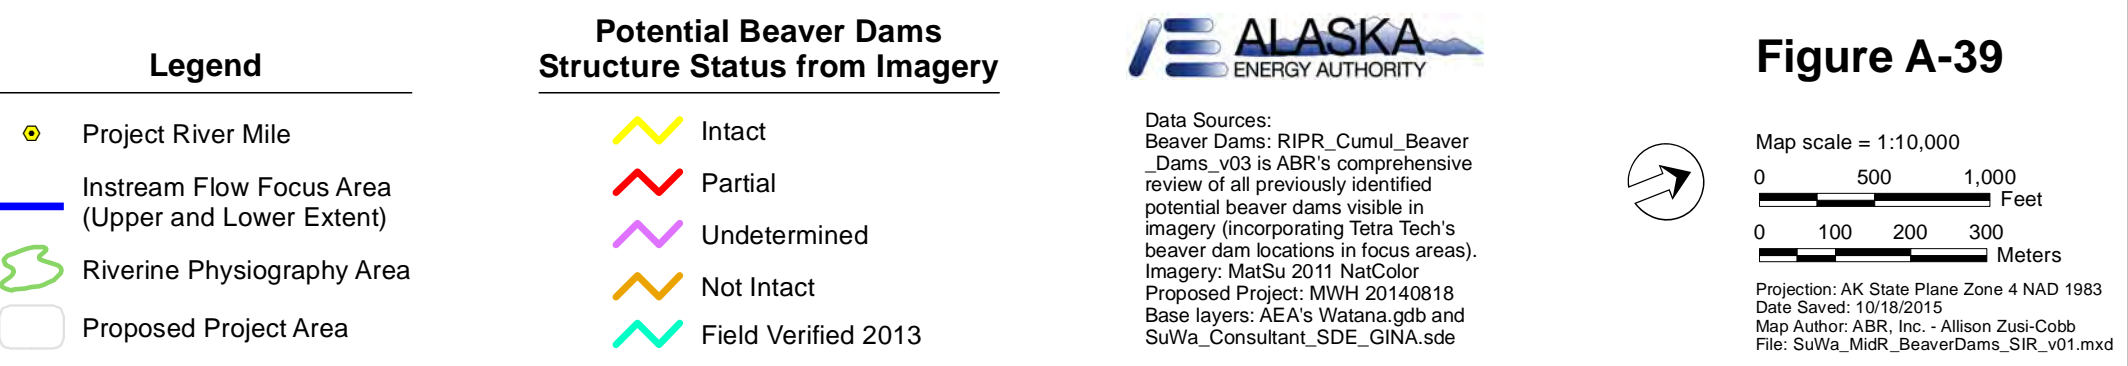 Legend
Project River Mile
Instream Flow Focus Area
(Upper and Lower Extent)
Riverine Physiography Area
Proposed Project Area
Potential Beaver Dams
Structure Status from Imagery
Intact
Partial
Undetermined
Not Intact
Field Verified 2013
ALASKA
ENERGY AUTHORITY
Data Sources:
Beaver Dams: RIPR_Cumul_Beaver
_Dams_v03 is ABR's comprehensive
review of all previously identified
potential beaver dams visible in
imagery (incorporating Tetra Tech's
beaver dam locations in focus areas).
Imagery: MatSu 2011 NatColor
Proposed Project: MWH 20140818
Base layers: AEA's Watana.gdb and
SuWa_Consultant_SDE_GINA.sde
Figure A-39
Map scale = 1:10,000
0 500 1,000
Feet
0 100 200 300
Meters
Projection: AK State Plane Zone 4 NAD 1983
Date Saved: 10/18/2015
Map Author: ABR, Inc. - Allison Zusi-Cobb
File: SuWa_MidR_BeaverDams_SIR_v01.mxd